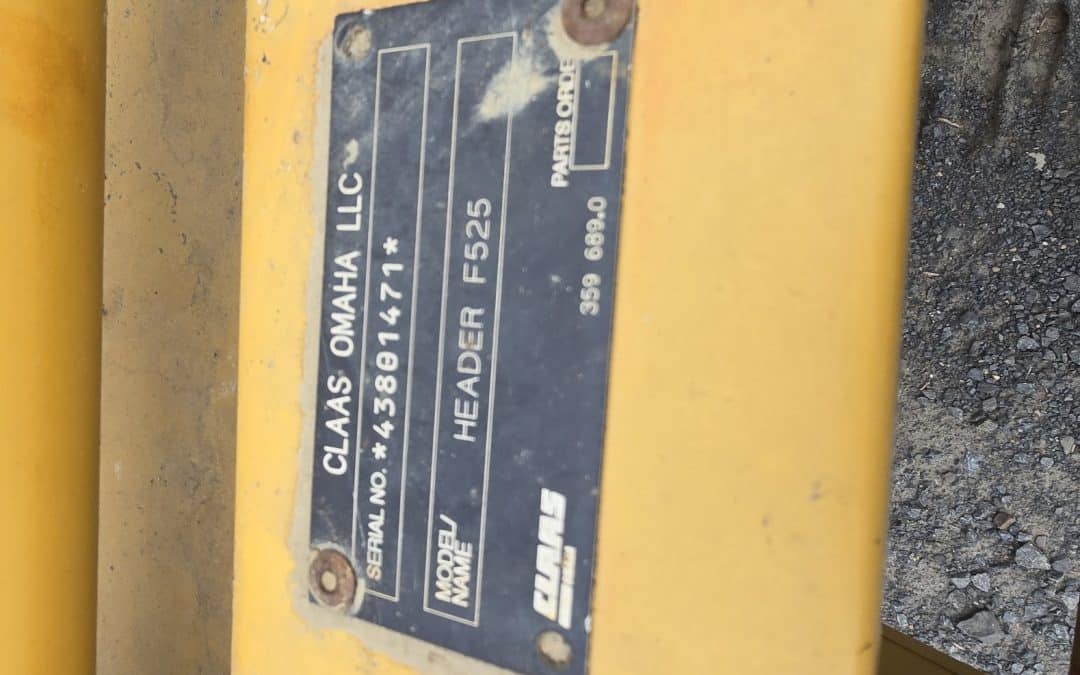 CLAAS OMAHA LLC
SERIAL NO. *43801471*
MODEL/
NAME
HEADER F525
PARTS ORDE
CLAAS
359 689.0